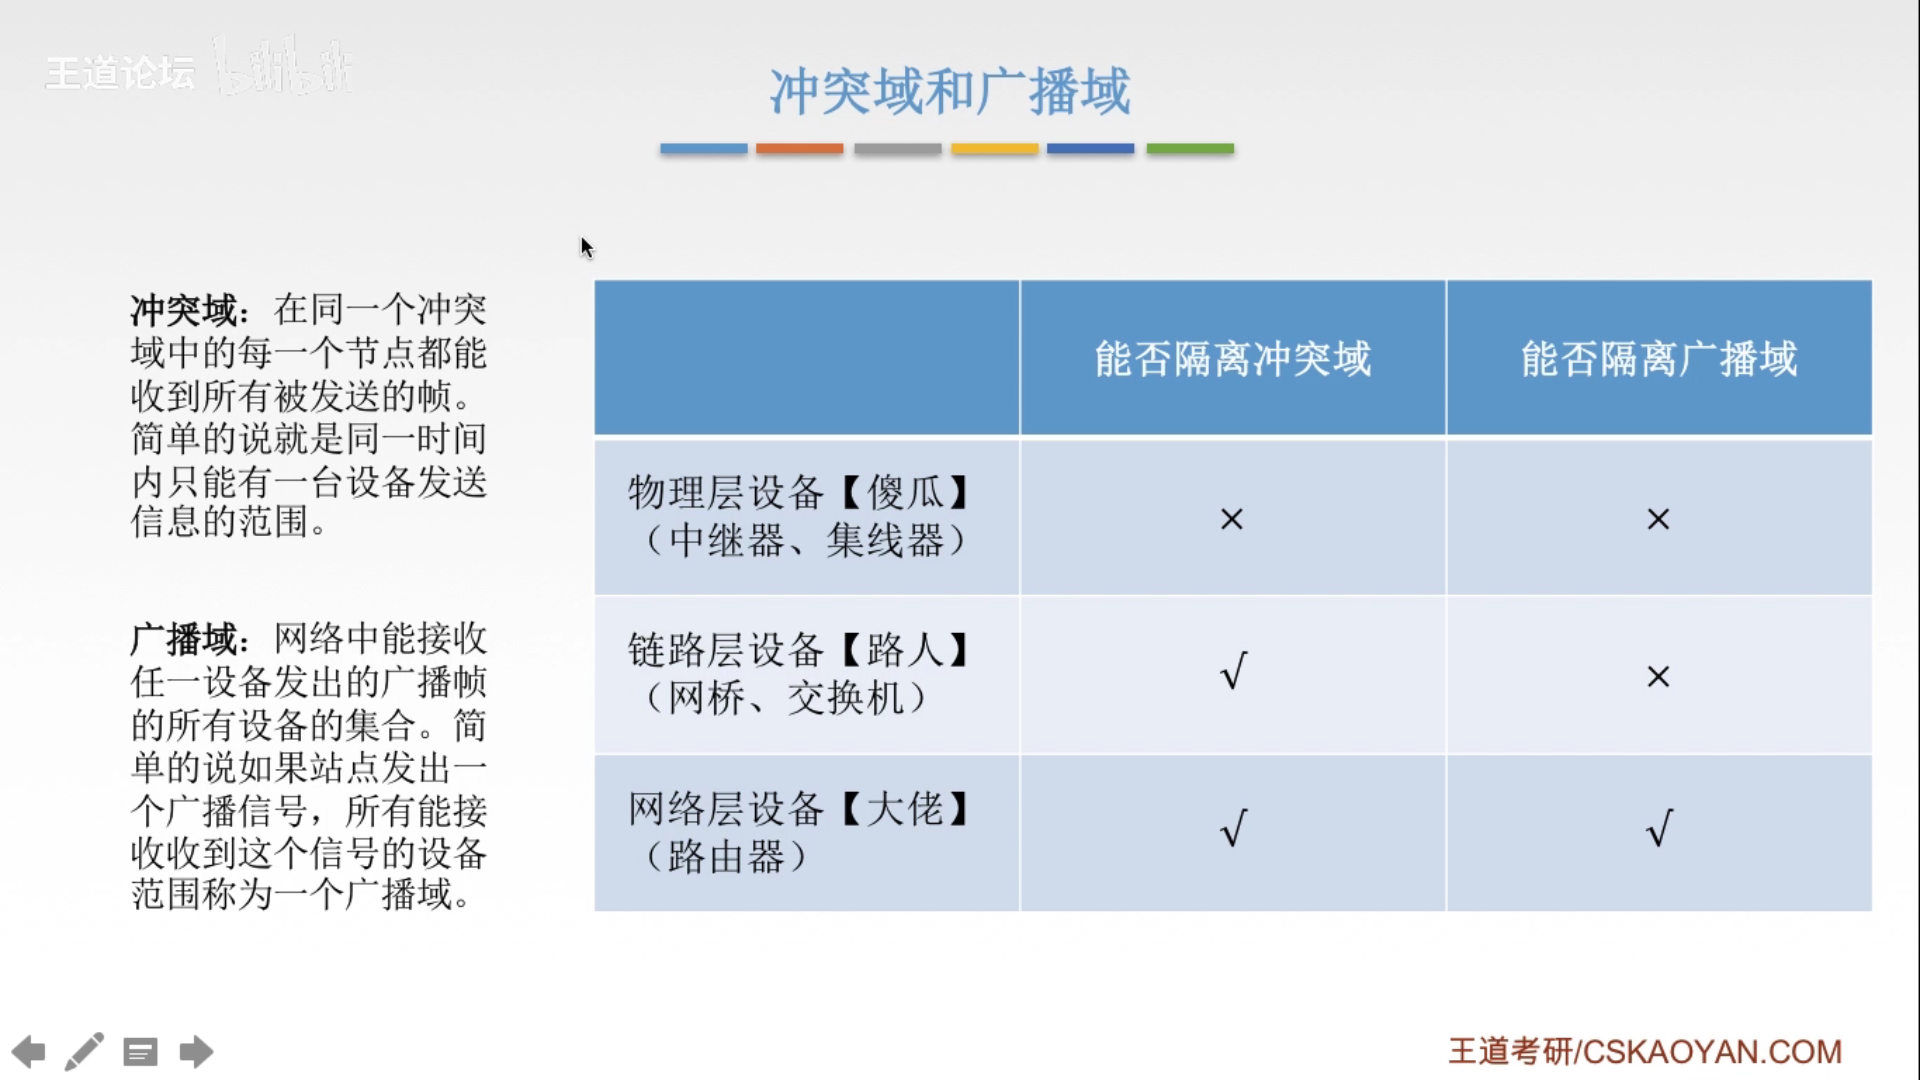 王道论坛 bilibili
冲突域和广播域
冲突域：在同一个冲突
域中的每一个节点都能
收到所有被发送的帧。
简单的说就是同一时间
内只能有一台设备发送
信息的范围。
广播域：网络中能接收
任一设备发出的广播帧
的所有设备的集合。简
单的说如果站点发出一
个广播信号，所有能接
收收到这个信号的设备
范围称为一个广播域。
能否隔离冲突域 能否隔离广播域
物理层设备【傻瓜】
（中继器、集线器）
× ×
链路层设备【路人】
（网桥、交换机）
√ ×
网络层设备【大佬】
（路由器）
√ √
王道考研/CSKAOYAN.COM